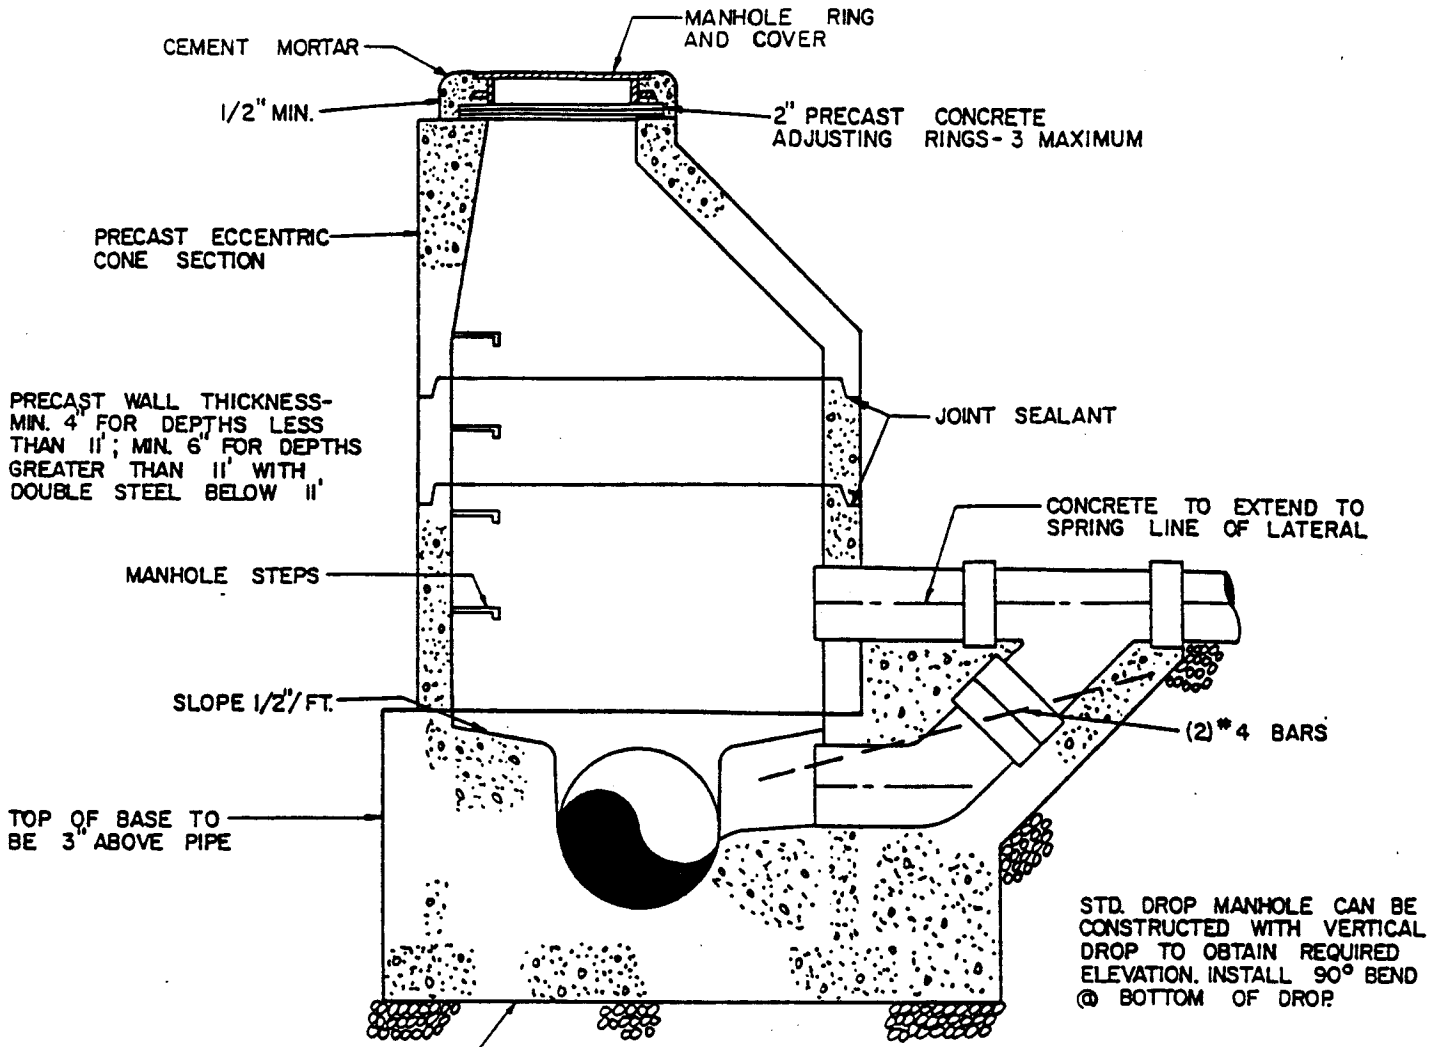 MANHOLE RING
AND COVER
CEMENT MORTAR
1/2" MIN.
2" PRECAST CONCRETE
ADJUSTING RINGS- 3 MAXIMUM
PRECAST ECCENTRIC
CONE SECTION
PRECAST WALL THICKNESS-
MIN. 4" FOR DEPTHS LESS
THAN 11'; MIN. 6" FOR DEPTHS
GREATER THAN 11' WITH
DOUBLE STEEL BELOW 11'
JOINT SEALANT
CONCRETE TO EXTEND TO
SPRING LINE OF LATERAL
MANHOLE STEPS
SLOPE 1/2"/FT.
(2) #4 BARS
TOP OF BASE TO
BE 3" ABOVE PIPE
STD. DROP MANHOLE CAN BE
CONSTRUCTED WITH VERTICAL
DROP TO OBTAIN REQUIRED
ELEVATION. INSTALL 90° BEND
@ BOTTOM OF DROP.